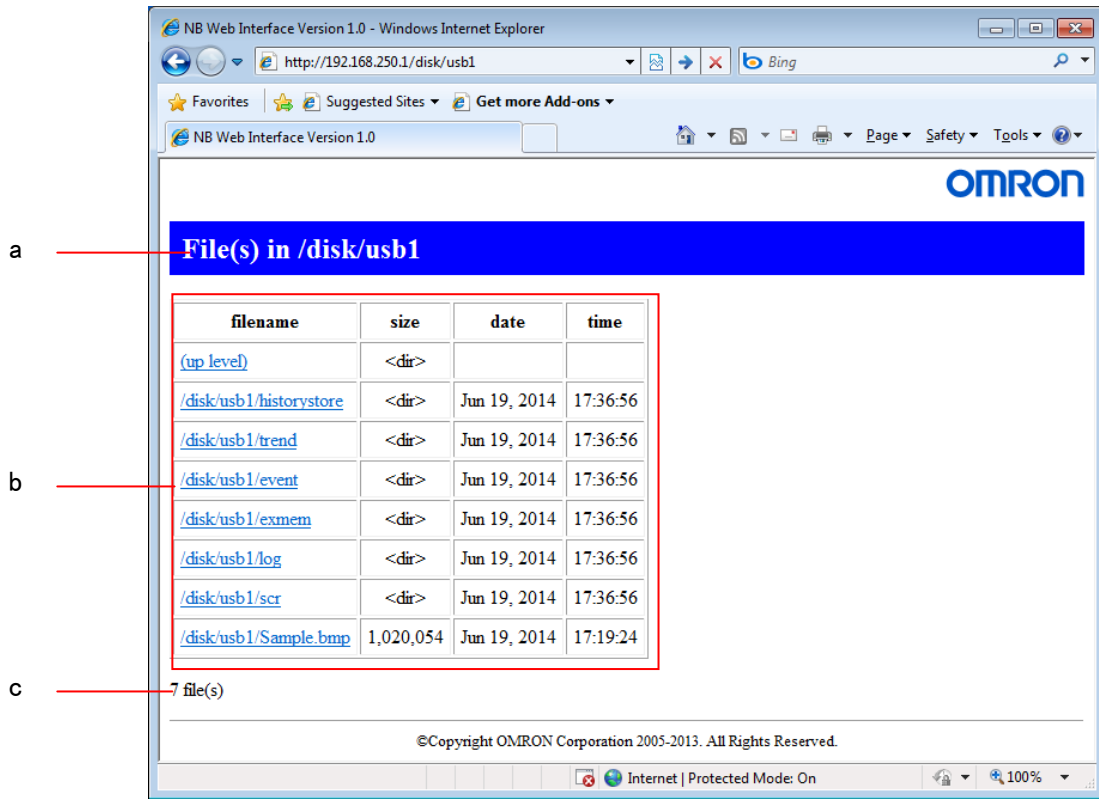 NB Web Interface Version 1.0 - Windows Internet Explorer
http://192.168.250.1/disk/usb1
Bing
Favorites Suggested Sites Get more Add-ons
NB Web Interface Version 1.0
Page Safety Tools
OMRON
a
File(s) in /disk/usb1
filename size date time
(up level) <dir>
/disk/usb1/historystore <dir> Jun 19, 2014 17:36:56
/disk/usb1/trend <dir> Jun 19, 2014 17:36:56
b
/disk/usb1/event <dir> Jun 19, 2014 17:36:56
/disk/usb1/exmem <dir> Jun 19, 2014 17:36:56
/disk/usb1/log <dir> Jun 19, 2014 17:36:56
/disk/usb1/scr <dir> Jun 19, 2014 17:36:56
/disk/usb1/Sample.bmp 1,020,054 Jun 19, 2014 17:19:24
c
7 file(s)
©Copyright OMRON Corporation 2005-2013. All Rights Reserved.
Internet | Protected Mode: On 100%